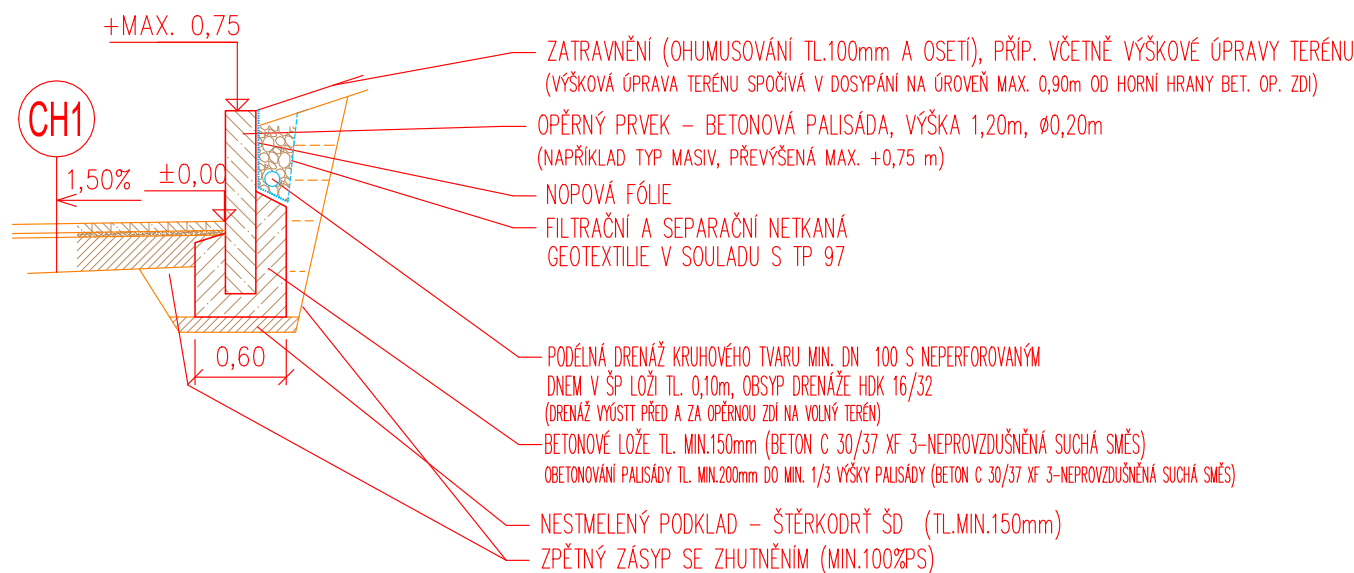 +MAX. 0,75
CH1
1,50%
±0,00
0,60
ZATRAVNĚNÍ (OHUMUSOVÁNÍ TL.100mm A OSETÍ), PŘÍP. VČETNĚ VÝŠKOVÉ ÚPRAVY TERÉNU
(VÝŠKOVÁ ÚPRAVA TERÉNU SPOČÍVÁ V DOSYPÁNÍ NA ÚROVEŇ MAX. 0,90m OD HORNÍ HRANY BET. OP. ZDI)
OPĚRNÝ PRVEK – BETONOVÁ PALISÁDA, VÝŠKA 1,20m, Ø0,20m
(NAPŘÍKLAD TYP MASIV, PŘEVÝŠENÁ MAX. +0,75 m)
NOPOVÁ FÓLIE
FILTRAČNÍ A SEPARAČNÍ NETKANÁ
GEOTEXTILIE V SOULADU S TP 97
PODÉLNÁ DRENÁŽ KRUHOVÉHO TVARU MIN. DN 100 S NEPERFOROVANÝM
DNEM V ŠP LOŽI TL. 0,10m, OBSYP DRENÁŽE HDK 16/32
(DRENÁŽ VYÚSTT PŘED A ZA OPĚRNOU ZDÍ NA VOLNÝ TERÉN)
BETONOVÉ LOŽE TL. MIN.150mm (BETON C 30/37 XF 3–NEPROVZDUŠNĚNÁ SUCHÁ SMĚS)
OBETONOVÁNÍ PALISÁDY TL. MIN.200mm DO MIN. 1/3 VÝŠKY PALISÁDY (BETON C 30/37 XF 3–NEPROVZDUŠNĚNÁ SUCHÁ SMĚS)
NESTMELENÝ PODKLAD – ŠTĚRKODRŤ ŠD (TL.MIN.150mm)
ZPĚTNÝ ZÁSYP SE ZHUTNĚNÍM (MIN.100%PS)